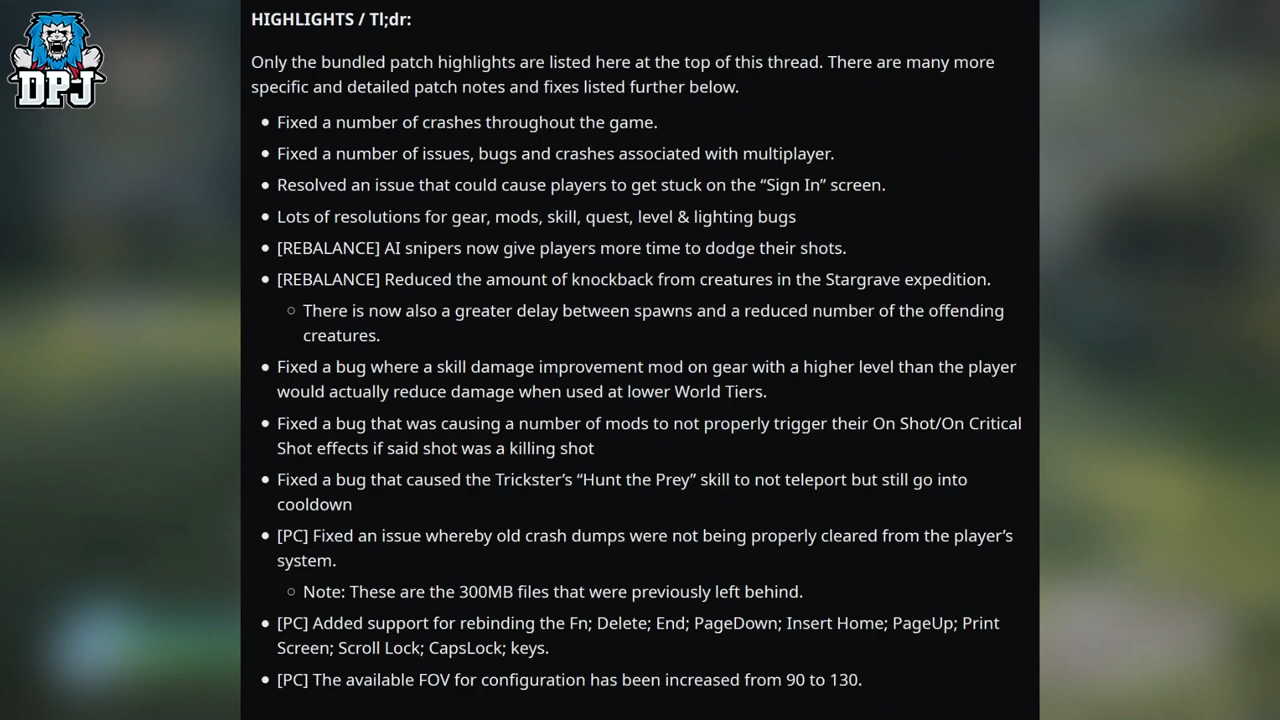 DPJ
HIGHLIGHTS / Tl;dr:
Only the bundled patch highlights are listed here at the top of this thread. There are many more
specific and detailed patch notes and fixes listed further below.
• Fixed a number of crashes throughout the game.
• Fixed a number of issues, bugs and crashes associated with multiplayer.
• Resolved an issue that could cause players to get stuck on the “Sign In” screen.
• Lots of resolutions for gear, mods, skill, quest, level & lighting bugs
• [REBALANCE] AI snipers now give players more time to dodge their shots.
• [REBALANCE] Reduced the amount of knockback from creatures in the Stargrave expedition.
○ There is now also a greater delay between spawns and a reduced number of the offending
creatures.
• Fixed a bug where a skill damage improvement mod on gear with a higher level than the player
would actually reduce damage when used at lower World Tiers.
• Fixed a bug that was causing a number of mods to not properly trigger their On Shot/On Critical
Shot effects if said shot was a killing shot
• Fixed a bug that caused the Trickster’s “Hunt the Prey” skill to not teleport but still go into
cooldown
• [PC] Fixed an issue whereby old crash dumps were not being properly cleared from the player’s
system.
○ Note: These are the 300MB files that were previously left behind.
• [PC] Added support for rebinding the Fn; Delete; End; PageDown; Insert Home; PageUp; Print
Screen; Scroll Lock; CapsLock; keys.
• [PC] The available FOV for configuration has been increased from 90 to 130.